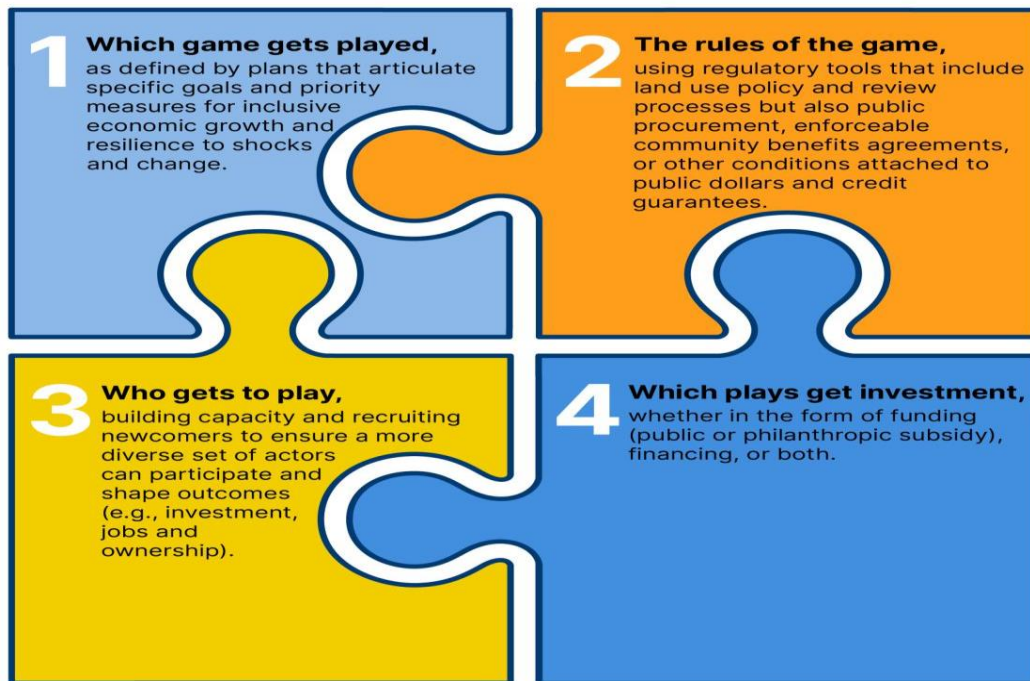 1
Which game gets played,
as defined by plans that articulate
specific goals and priority
measures for inclusive
economic growth and
resilience to shocks
and change.
2
The rules of the game,
using regulatory tools that include
land use policy and review
processes but also public
procurement, enforceable
community benefits agreements,
or other conditions attached to
public dollars and credit
guarantees.
3
Who gets to play,
building capacity and recruiting
newcomers to ensure a more
diverse set of actors
can participate and
shape outcomes
(e.g., investment,
jobs and
ownership).
4
Which plays get investment,
whether in the form of funding
(public or philanthropic subsidy),
financing, or both.